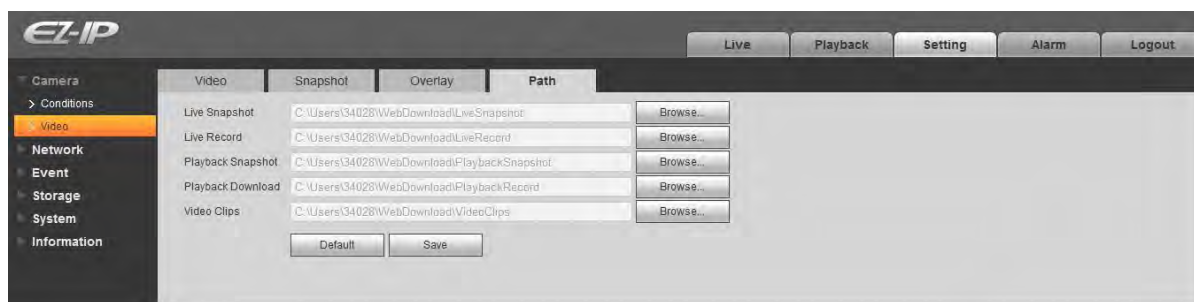 EZ-IP
Live Playback Setting Alarm Logout
Camera
> Conditions
> Video
Network
Event
Storage
System
Information
Video Snapshot Overlay Path
Live Snapshot C:\Users\34028\WebDownload\LiveSnapshot Browse...
Live Record C:\Users\34028\WebDownload\LiveRecord Browse...
Playback Snapshot C:\Users\34028\WebDownload\PlaybackSnapshot Browse...
Playback Download C:\Users\34028\WebDownload\PlaybackRecord Browse...
Video Clips C:\Users\34028\WebDownload\VideoClips Browse...
Default Save